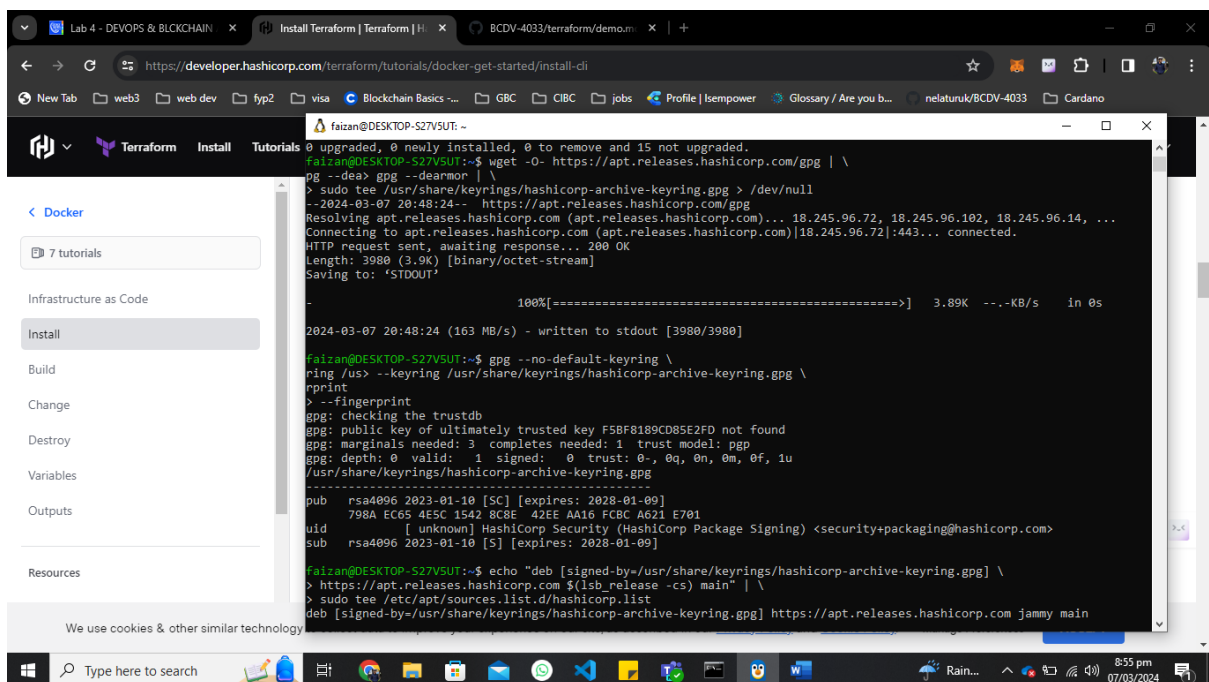 Lab 4 - DEVOPS & BLCKCHAIN
Install Terraform | Terraform | H
BCDV-4033/terraform/demo.m
https://developer.hashicorp.com/terraform/tutorials/docker-get-started/install-cli
New Tab web3 web dev fyp2 visa Blockchain Basics -... GBC CIBC jobs Profile | Isempower Glossary / Are you b... nelaturuk/BCDV-4033 Cardano
Terraform Install Tutorials
< Docker
7 tutorials
Infrastructure as Code
Install
Build
Change
Destroy
Variables
Outputs
Resources
We use cookies & other similar technology
faizan@DESKTOP-S27V5UT: ~
0 upgraded, 0 newly installed, 0 to remove and 15 not upgraded.
faizan@DESKTOP-S27V5UT:~$ wget -O- https://apt.releases.hashicorp.com/gpg | \
pg --dea> gpg --dearmor | \
> sudo tee /usr/share/keyrings/hashicorp-archive-keyring.gpg > /dev/null
--2024-03-07 20:48:24-- https://apt.releases.hashicorp.com/gpg
Resolving apt.releases.hashicorp.com (apt.releases.hashicorp.com)... 18.245.96.72, 18.245.96.102, 18.245.96.14, ...
Connecting to apt.releases.hashicorp.com (apt.releases.hashicorp.com)|18.245.96.72|:443... connected.
HTTP request sent, awaiting response... 200 OK
Length: 3980 (3.9K) [binary/octet-stream]
Saving to: ‘STDOUT’
- 100%[=================================================>] 3.89K --.-KB/s in 0s
2024-03-07 20:48:24 (163 MB/s) - written to stdout [3980/3980]
faizan@DESKTOP-S27V5UT:~$ gpg --no-default-keyring \
ring /us> --keyring /usr/share/keyrings/hashicorp-archive-keyring.gpg \
rprint
> --fingerprint
gpg: checking the trustdb
gpg: public key of ultimately trusted key F5BF8189CD85E2FD not found
gpg: marginals needed: 3 completes needed: 1 trust model: pgp
gpg: depth: 0 valid: 1 signed: 0 trust: 0-, 0q, 0n, 0m, 0f, 1u
/usr/share/keyrings/hashicorp-archive-keyring.gpg
-------------------------------------------------
pub rsa4096 2023-01-10 [SC] [expires: 2028-01-09]
798A EC65 4E5C 1542 8C8E 42EE AA16 FCBC A621 E701
uid [ unknown] HashiCorp Security (HashiCorp Package Signing) <security+packaging@hashicorp.com>
sub rsa4096 2023-01-10 [S] [expires: 2028-01-09]
faizan@DESKTOP-S27V5UT:~$ echo "deb [signed-by=/usr/share/keyrings/hashicorp-archive-keyring.gpg] \
> https://apt.releases.hashicorp.com $(lsb_release -cs) main" | \
> sudo tee /etc/apt/sources.list.d/hashicorp.list
deb [signed-by=/usr/share/keyrings/hashicorp-archive-keyring.gpg] https://apt.releases.hashicorp.com jammy main
Type here to search
Rain...
8:55 pm
07/03/2024